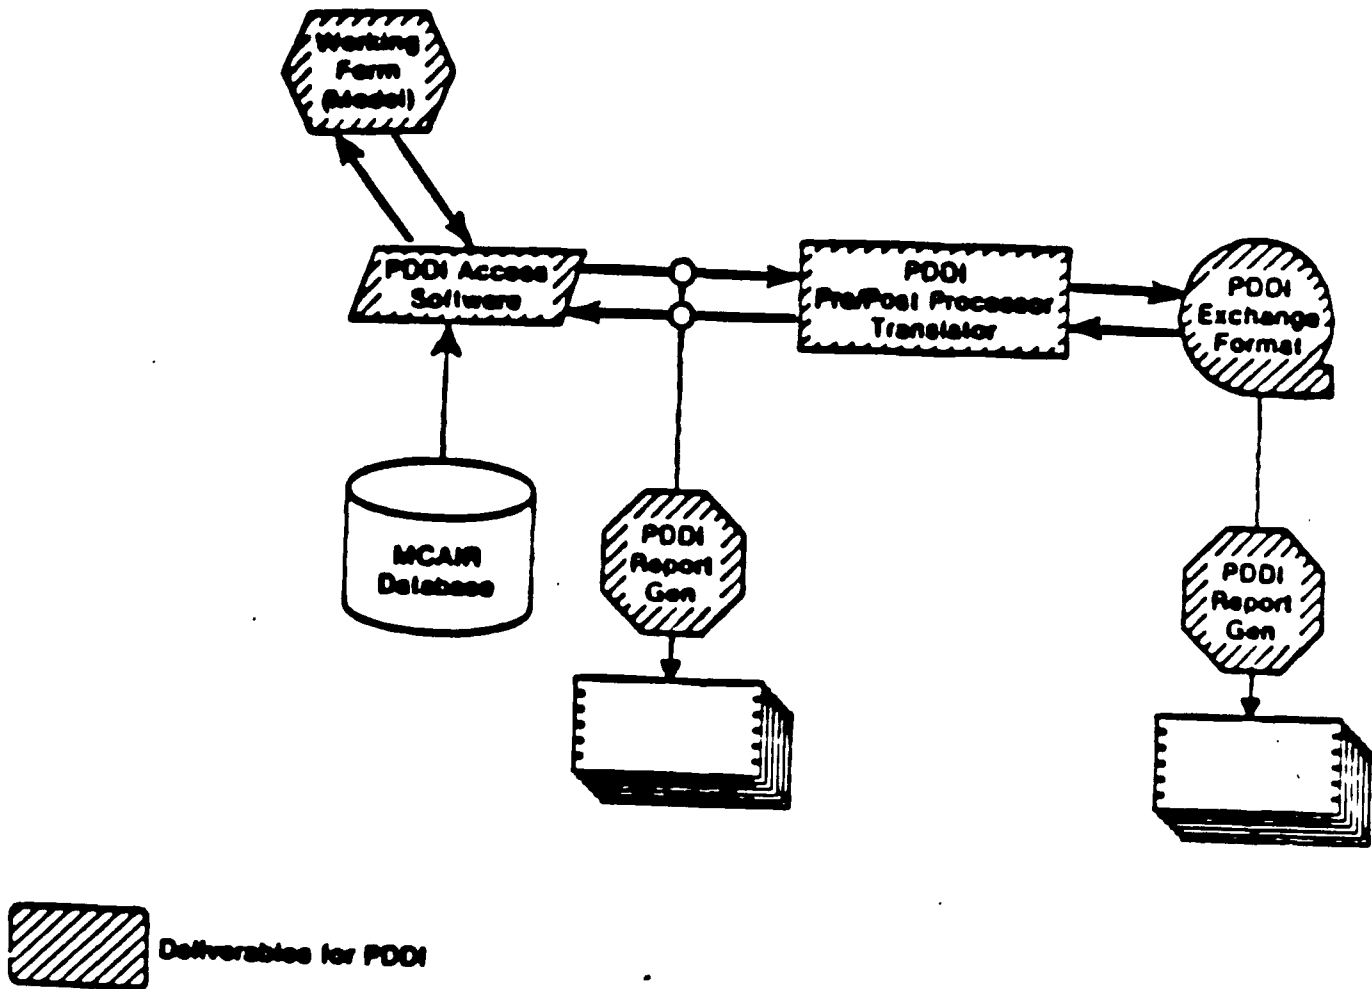 Working
Form
(Model)
PDDI Access
Software
PDDI
Pre/Post Processor
Translator
PDDI
Exchange
Format
MCAIR
Database
PDDI
Report
Gen
PDDI
Report
Gen
Deliverables for PDDI